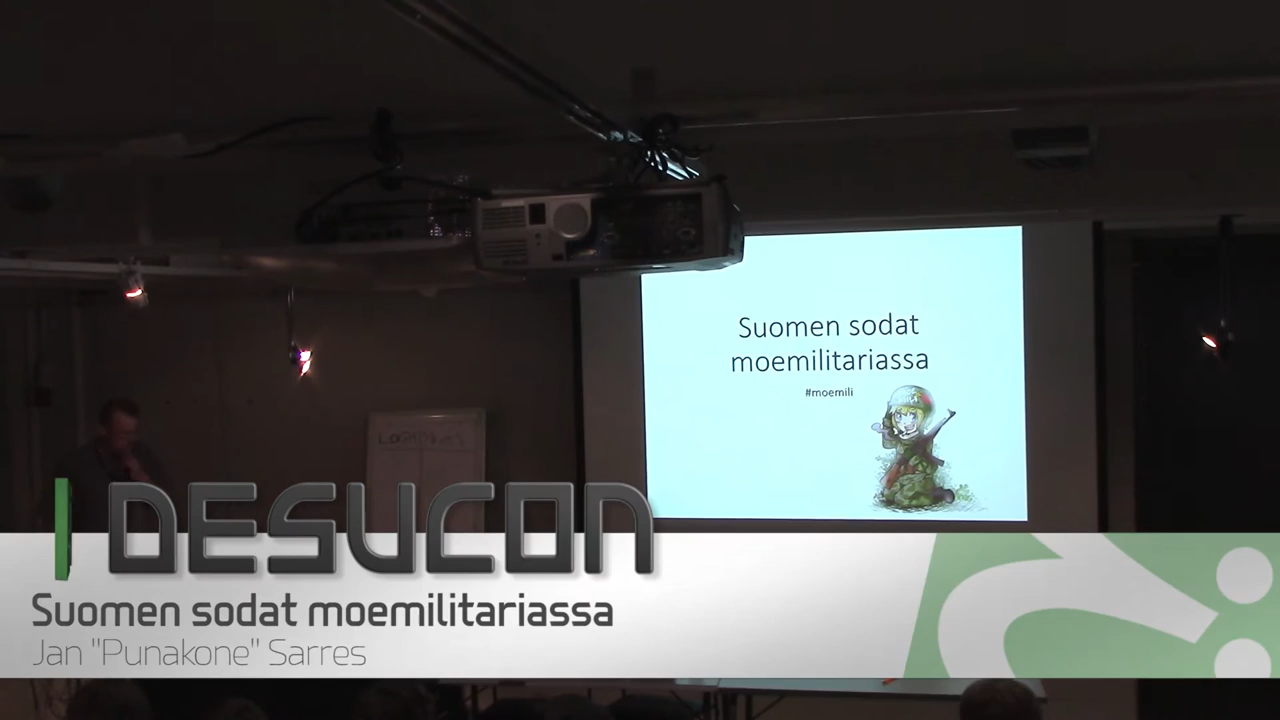 Suomen sodat
moemilitariassa
#moemili
DESUCON
Suomen sodat moemilitariassa
Jan "Punakone" Sarres